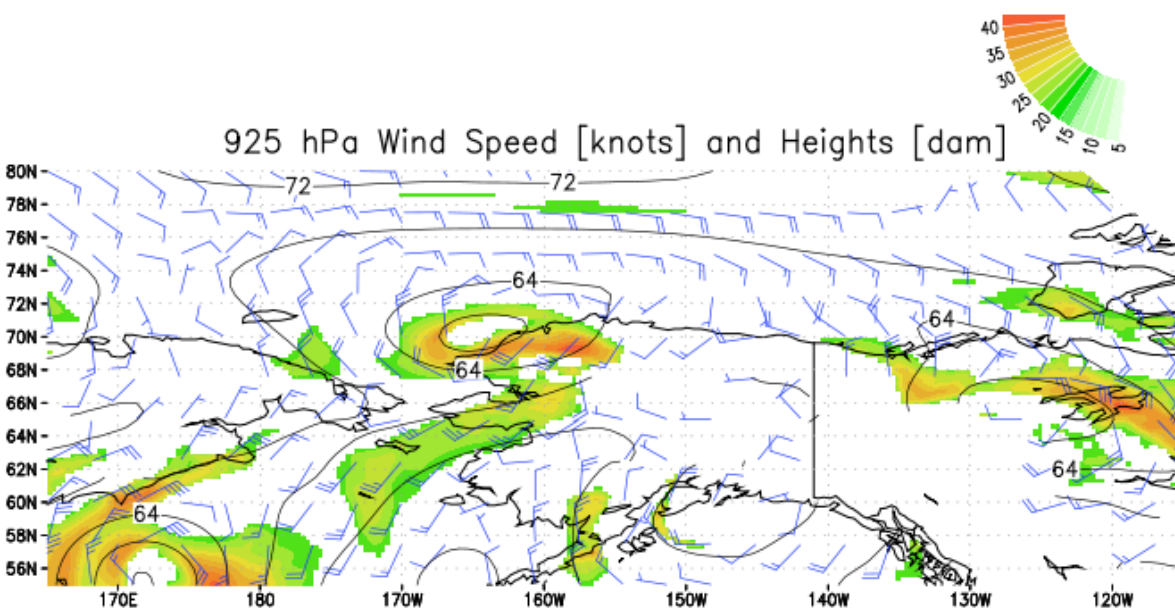 40
35
30
25
20
15
10
5
925 hPa Wind Speed [knots] and Heights [dam]
80N
72
72
78N
76N
74N
64
72N
64
70N
68N
64
66N
64N
62N
64
60N
64
58N
56N
170E 180 170W 160W 150W 140W 130W 120W